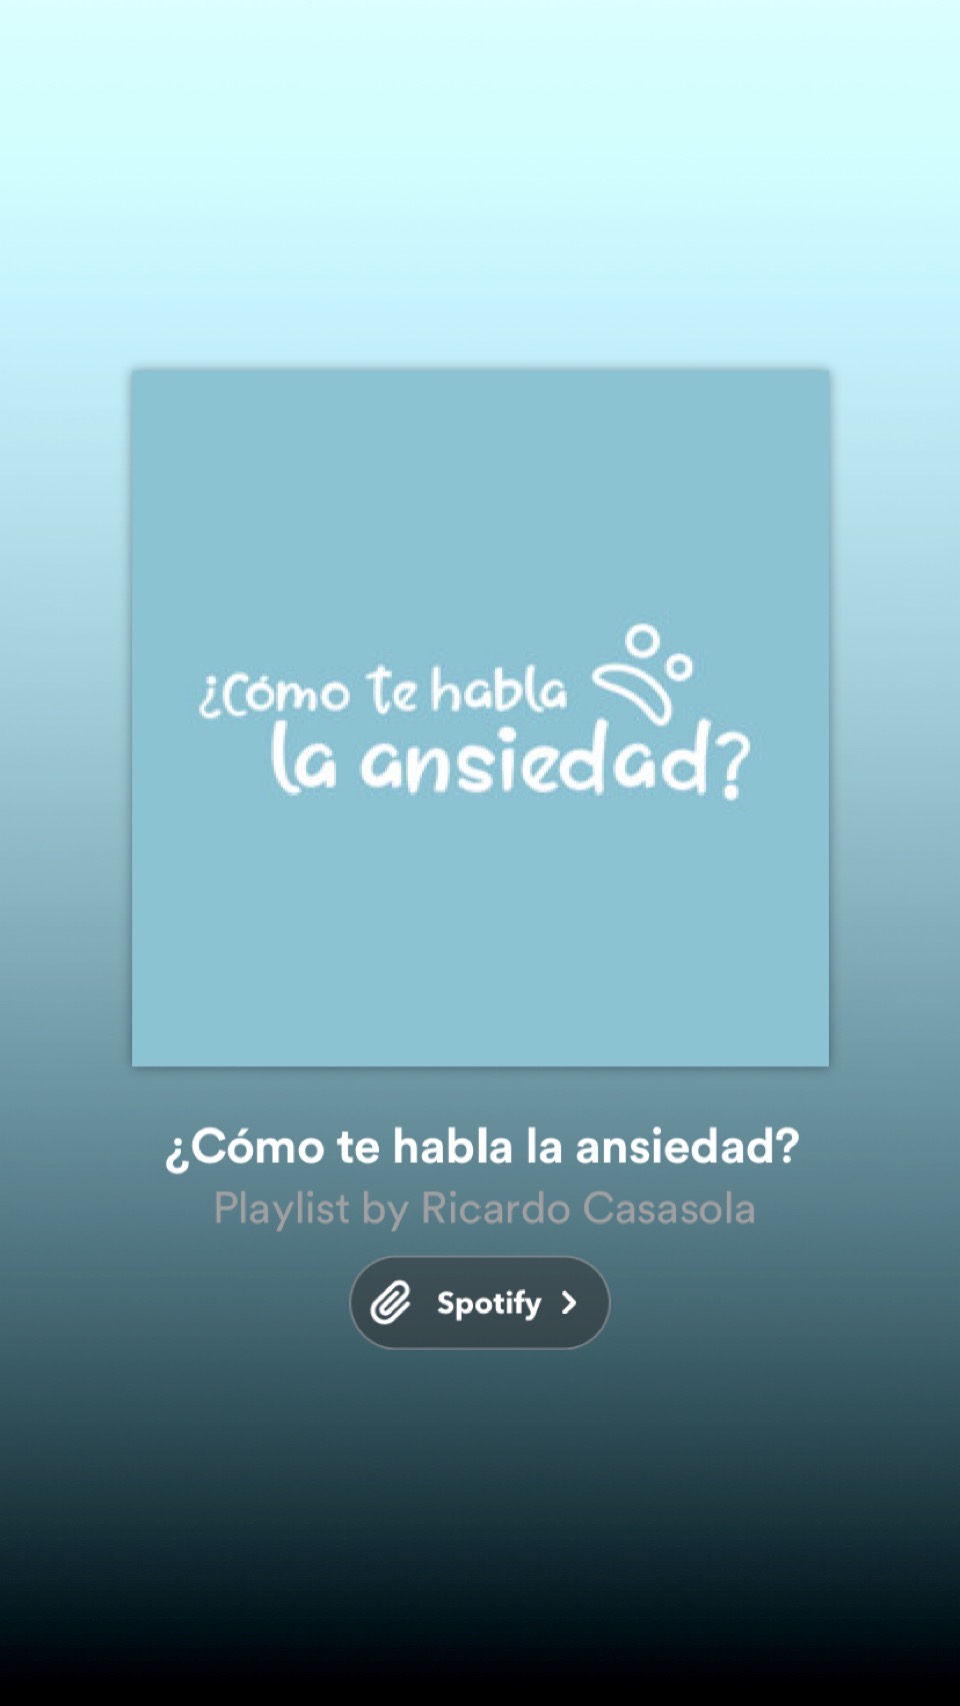 ¿Cómo te habla
la ansiedad?
¿Cómo te habla la ansiedad?
Playlist by Ricardo Casasola
Spotify